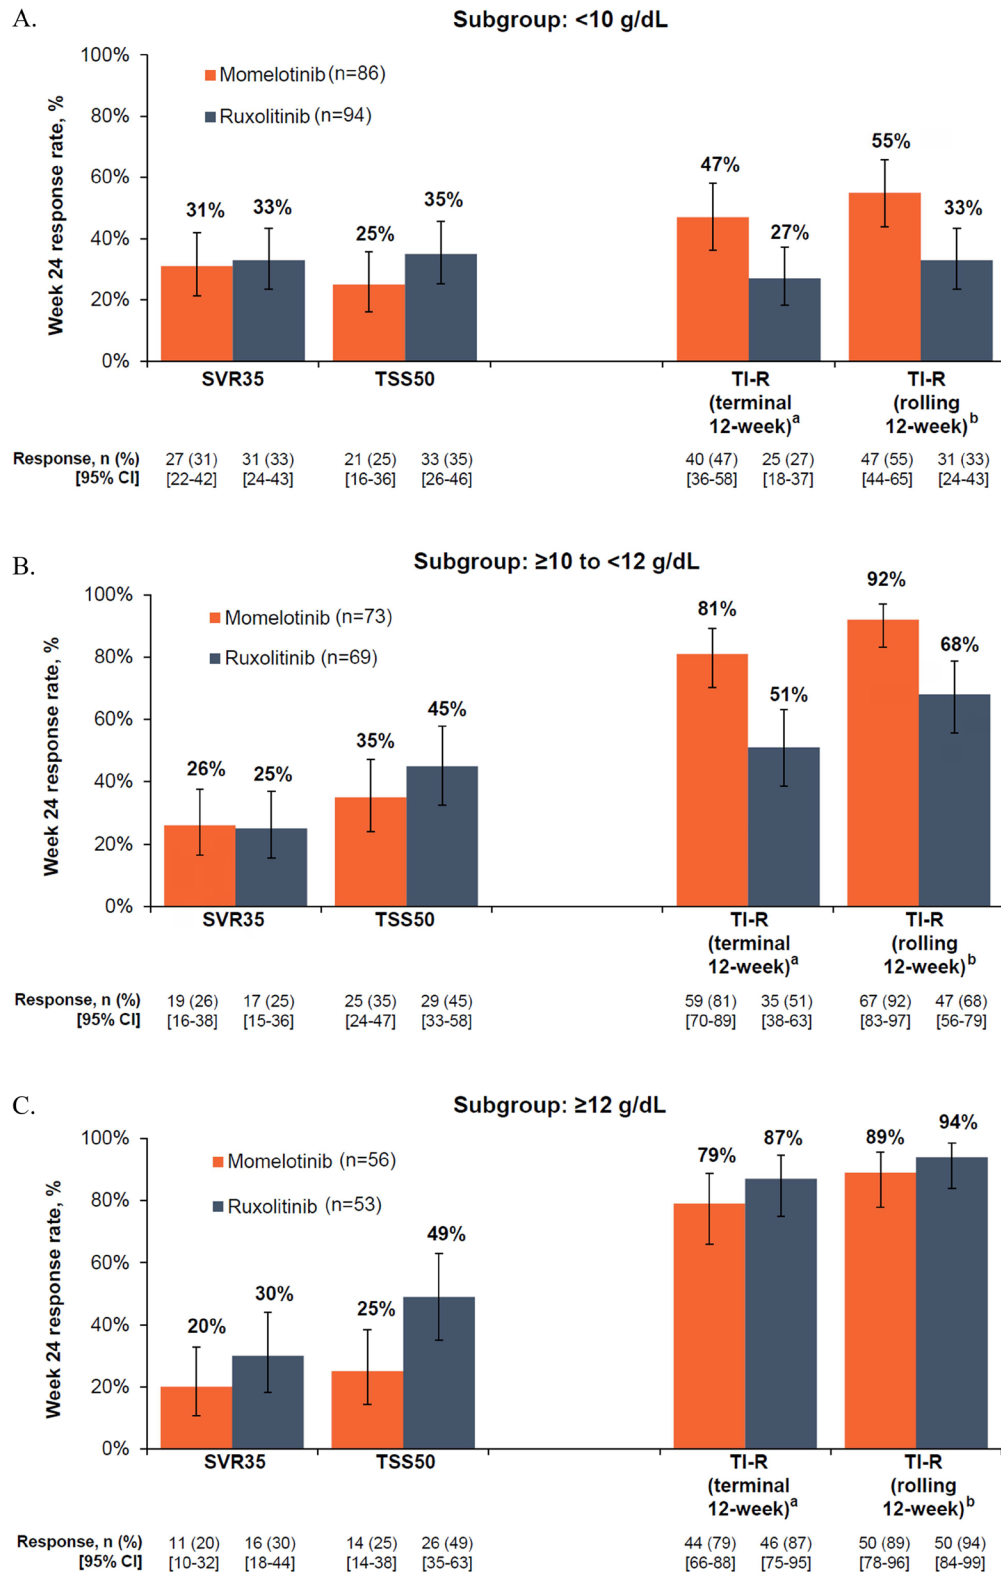 A.
Subgroup: <10 g/dL
Week 24 response rate, %
100%
80%
60%
40%
20%
0%
Momelotinib (n=86)
Ruxolitinib (n=94)
31% 33% 25% 35% 47% 27% 55% 33%
SVR35 TSS50 TI-R TI-R
(terminal (rolling
12-week)a 12-week)b
Response, n (%) 27 (31) 31 (33) 21 (25) 33 (35) 40 (47) 25 (27) 47 (55) 31 (33)
[95% CI] [22-42] [24-43] [16-36] [26-46] [36-58] [18-37] [44-65] [24-43]
B.
Subgroup: ≥10 to <12 g/dL
Week 24 response rate, %
100%
80%
60%
40%
20%
0%
Momelotinib (n=73)
Ruxolitinib (n=69)
26% 25% 35% 45% 81% 51% 92% 68%
SVR35 TSS50 TI-R TI-R
(terminal (rolling
12-week)a 12-week)b
Response, n (%) 19 (26) 17 (25) 25 (35) 29 (45) 59 (81) 35 (51) 67 (92) 47 (68)
[95% CI] [16-38] [15-36] [24-47] [33-58] [70-89] [38-63] [83-97] [56-79]
C.
Subgroup: ≥12 g/dL
Week 24 response rate, %
100%
80%
60%
40%
20%
0%
Momelotinib (n=56)
Ruxolitinib (n=53)
20% 30% 25% 49% 79% 87% 89% 94%
SVR35 TSS50 TI-R TI-R
(terminal (rolling
12-week)a 12-week)b
Response, n (%) 11 (20) 16 (30) 14 (25) 26 (49) 44 (79) 46 (87) 50 (89) 50 (94)
[95% CI] [10-32] [18-44] [14-38] [35-63] [66-88] [75-95] [78-96] [84-99]